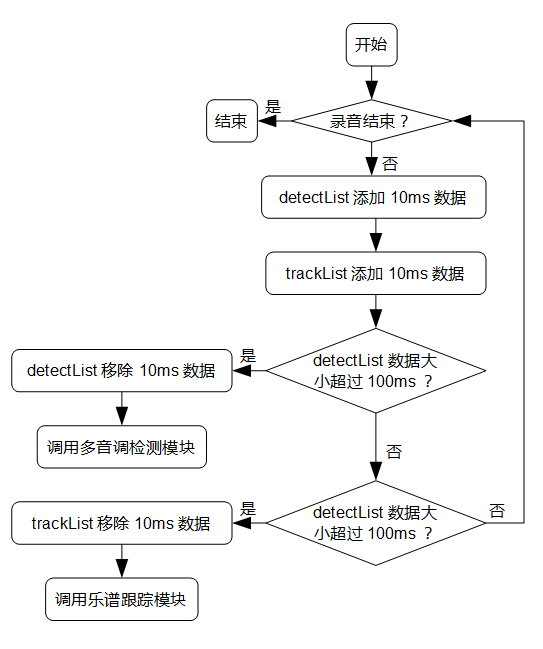 开始
录音结束？
是
结束
否
detectList 添加 10ms 数据
trackList 添加 10ms 数据
detectList 数据大
小超过 100ms ？
是
detectList 移除 10ms 数据
调用多音调检测模块
否
detectList 数据大
小超过 100ms ？
是
否
trackList 移除 10ms 数据
调用乐谱跟踪模块